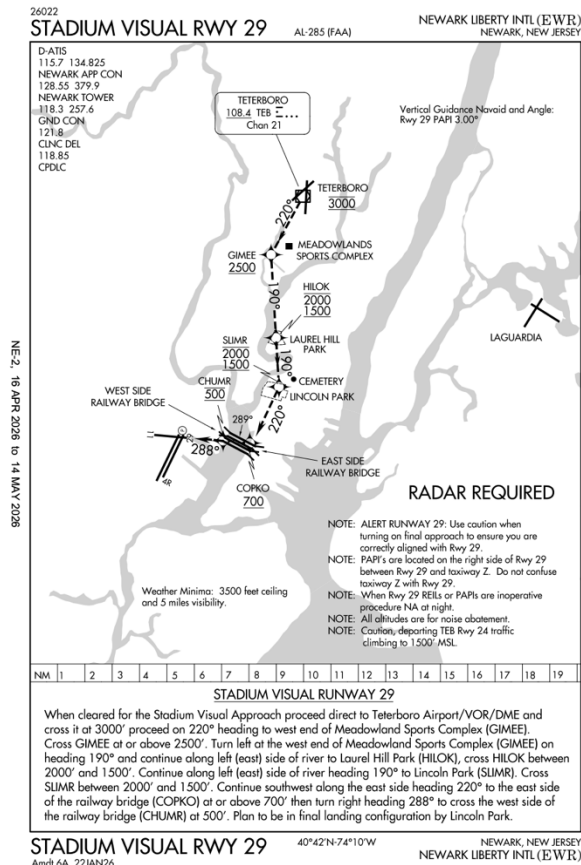 26022
STADIUM VISUAL RWY 29
AL-285 (FAA)
NEWARK LIBERTY INTL (EWR)
NEWARK, NEW JERSEY
D-ATIS
115.7 134.825
NEWARK APP CON
128.55 379.9
NEWARK TOWER
118.3 257.6
GND CON
121.8
CLNC DEL
118.85
CPDLC
TETERBORO
108.4 TEB
Chan 21
Vertical Guidance Navaid and Angle:
Rwy 29 PAPI 3.00°
TETERBORO
3000
220°
MEADOWLANDS
SPORTS COMPLEX
GIMEE
2500
190°
HILOK
2000
1500
LAUREL HILL
PARK
LAGUARDIA
SLIMR
2000
1500
190°
CEMETERY
LINCOLN PARK
CHUMR
500
WEST SIDE
RAILWAY BRIDGE
289°
220°
288°
11
29
4R
EAST SIDE
RAILWAY BRIDGE
COPKO
700
RADAR REQUIRED
NOTE: ALERT RUNWAY 29: Use caution when
turning on final approach to ensure you are
correctly aligned with Rwy 29.
NOTE: PAPI's are located on the right side of Rwy 29
between Rwy 29 and taxiway Z. Do not confuse
taxiway Z with Rwy 29.
NOTE: When Rwy 29 REILs or PAPIs are inoperative
procedure NA at night.
NOTE: All altitudes are for noise abatement.
NOTE: Caution, departing TEB Rwy 24 traffic
climbing to 1500' MSL.
Weather Minima: 3500 feet ceiling
and 5 miles visibility.
NE-2, 16 APR 2026 to 14 MAY 2026
NM 1 2 3 4 5 6 7 8 9 10 11 12 13 14 15 16 17 18 19
STADIUM VISUAL RUNWAY 29
When cleared for the Stadium Visual Approach proceed direct to Teterboro Airport/VOR/DME and
cross it at 3000' proceed on 220° heading to west end of Meadowland Sports Complex (GIMEE).
Cross GIMEE at or above 2500'. Turn left at the west end of Meadowland Sports Complex (GIMEE) on
heading 190° and continue along left (east) side of river to Laurel Hill Park (HILOK), cross HILOK between
2000' and 1500'. Continue along left (east) side of river heading 190° to Lincoln Park (SLIMR). Cross
SLIMR between 2000' and 1500'. Continue southwest along the east side heading 220° to the east side
of the railway bridge (COPKO) at or above 700' then turn right heading 288° to cross the west side of
the railway bridge (CHUMR) at 500'. Plan to be in final landing configuration by Lincoln Park.
STADIUM VISUAL RWY 29
Amdt 6A 22JAN26
40°42'N-74°10'W
NEWARK, NEW JERSEY
NEWARK LIBERTY INTL (EWR)